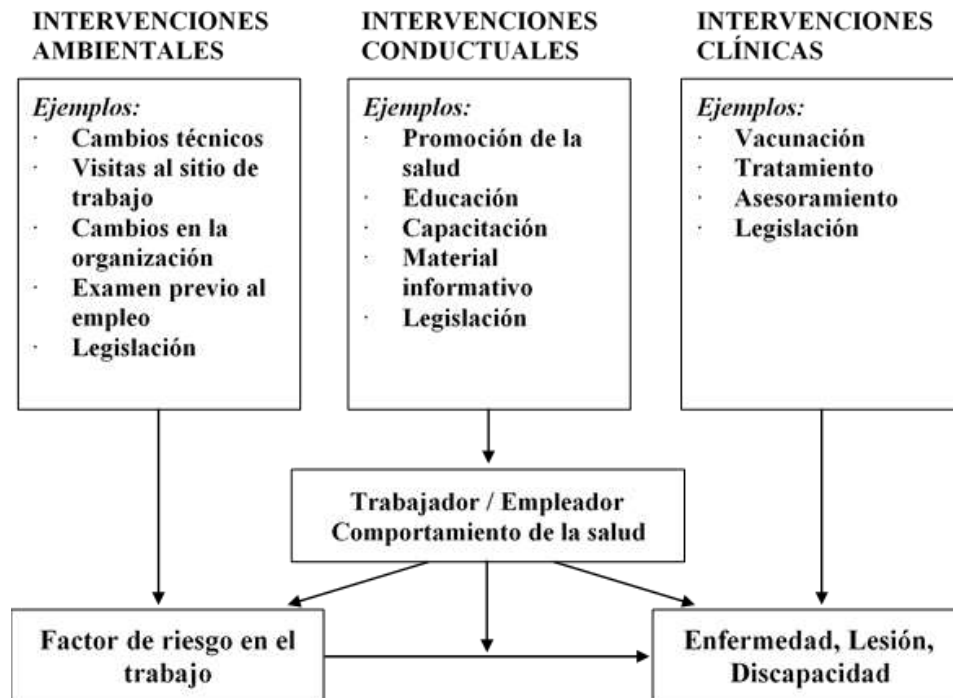 INTERVENCIONES
AMBIENTALES
Ejemplos:
· Cambios técnicos
· Visitas al sitio de
trabajo
· Cambios en la
organización
· Examen previo al
empleo
· Legislación
INTERVENCIONES
CONDUCTUALES
Ejemplos:
· Promoción de la
salud
· Educación
· Capacitación
· Material
informativo
· Legislación
INTERVENCIONES
CLÍNICAS
Ejemplos:
· Vacunación
· Tratamiento
· Asesoramiento
· Legislación
Trabajador / Empleador
Comportamiento de la salud
Factor de riesgo en el
trabajo
Enfermedad, Lesión,
Discapacidad